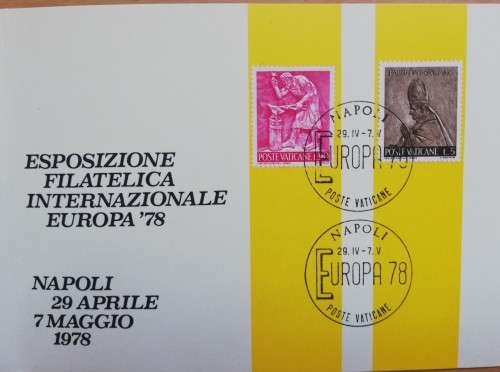 ESPOSIZIONE
FILATELICA
INTERNAZIONALE
EUROPA '78
NAPOLI
29 APRILE
7 MAGGIO
1978
POSTE VATICANE
POSTE VATICANE L.5
NAPOLI
29.IV-7.V
EUROPA 78
POSTE VATICANE
NAPOLI
29.IV-7.V
EUROPA 78
POSTE VATICANE